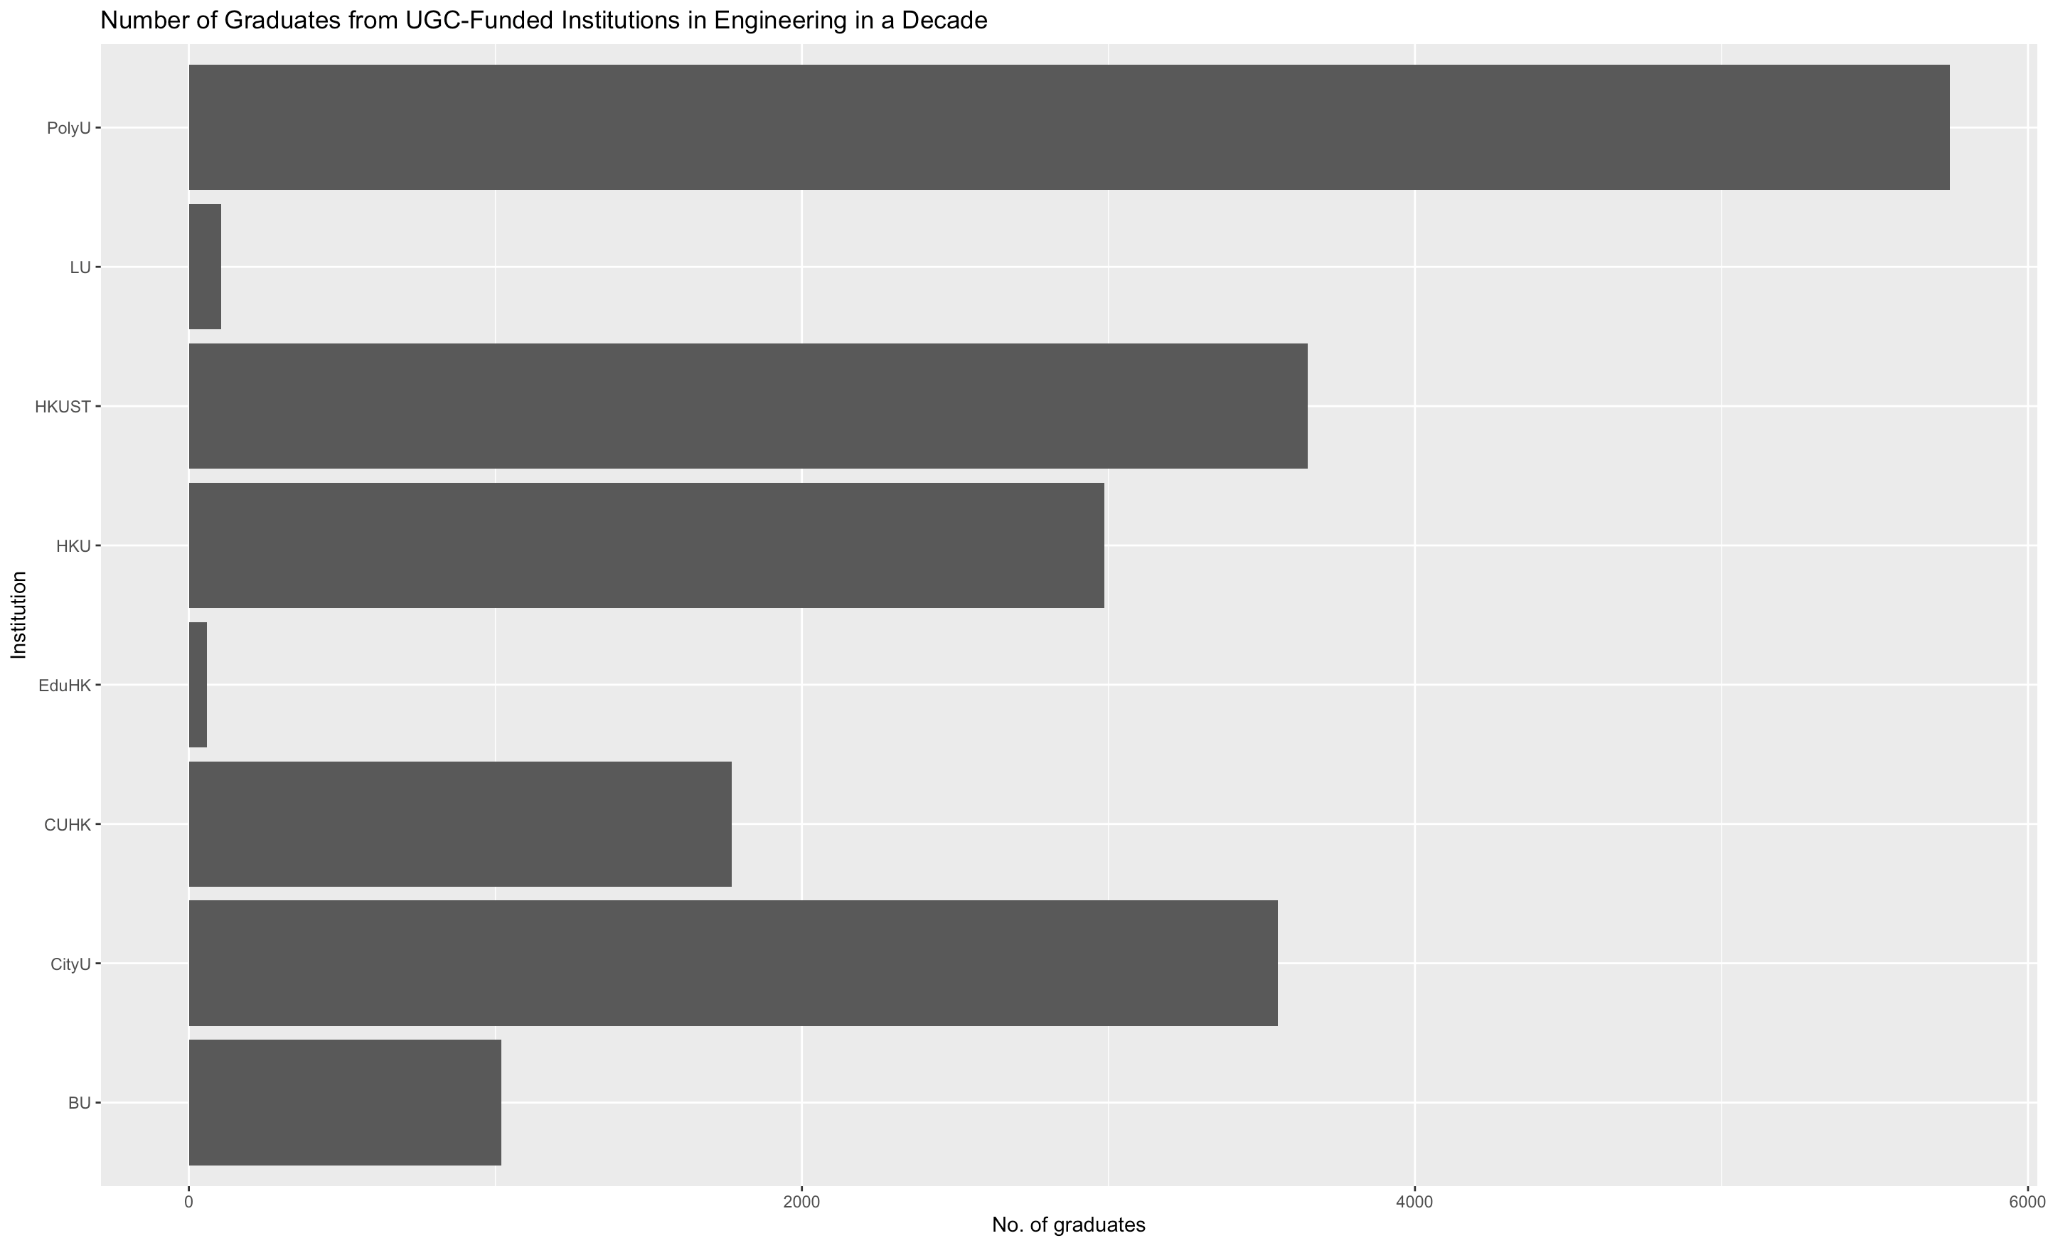 Number of Graduates from UGC-Funded Institutions in Engineering in a Decade
Institution
PolyU
LU
HKUST
HKU
EduHK
CUHK
CityU
BU
0 2000 4000 6000
No. of graduates